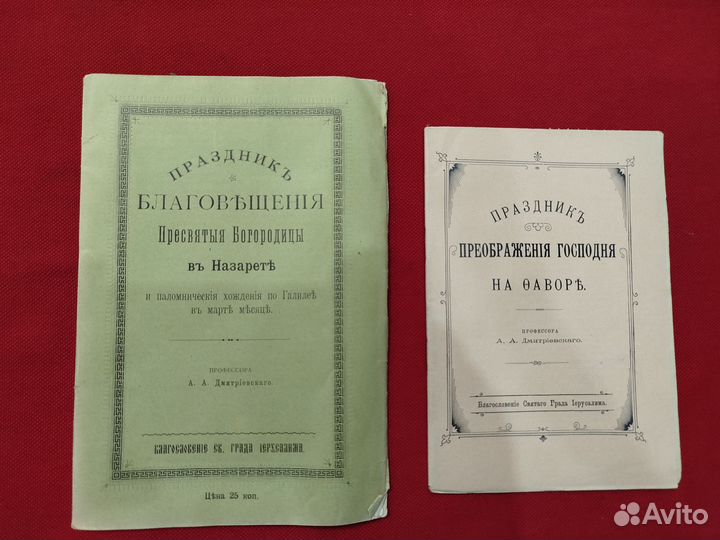 ПРАЗДНИКЪ
БЛАГОВѢЩЕНІЯ
Пресвятыя Богородицы
въ Назаретѣ
и паломническія хожденія по Галилеѣ
въ мартѣ мѣсяцѣ.
ПРОФЕССОРА
А. А. Дмитріевскаго.
БЛАГОСЛОВЕНІЕ СВ. ГРАДА ІЕРУСАЛИМА.
Цѣна 25 коп.
ПРАЗДНИКЪ
ПРЕОБРАЖЕНІЯ ГОСПОДНЯ
НА ѲАВОРѢ.
ПРОФЕССОРА
А. А. Дмитріевскаго.
Благословеніе Святаго Града Іерусалима.
Avito